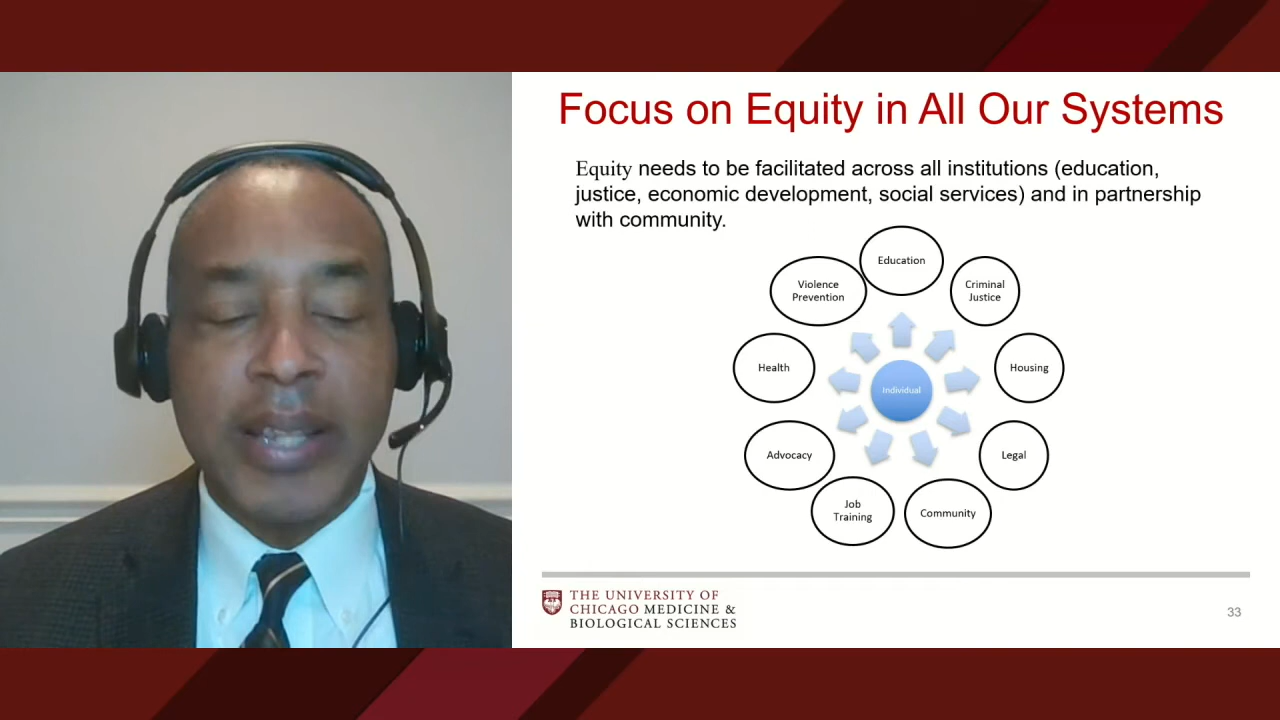 Focus on Equity in All Our Systems
Equity needs to be facilitated across all institutions (education,
justice, economic development, social services) and in partnership
with community.
Education
Violence
Prevention
Criminal
Justice
Health
Housing
Individual
Advocacy
Legal
Job
Training
Community
THE UNIVERSITY OF
CHICAGO MEDICINE &
BIOLOGICAL SCIENCES
33